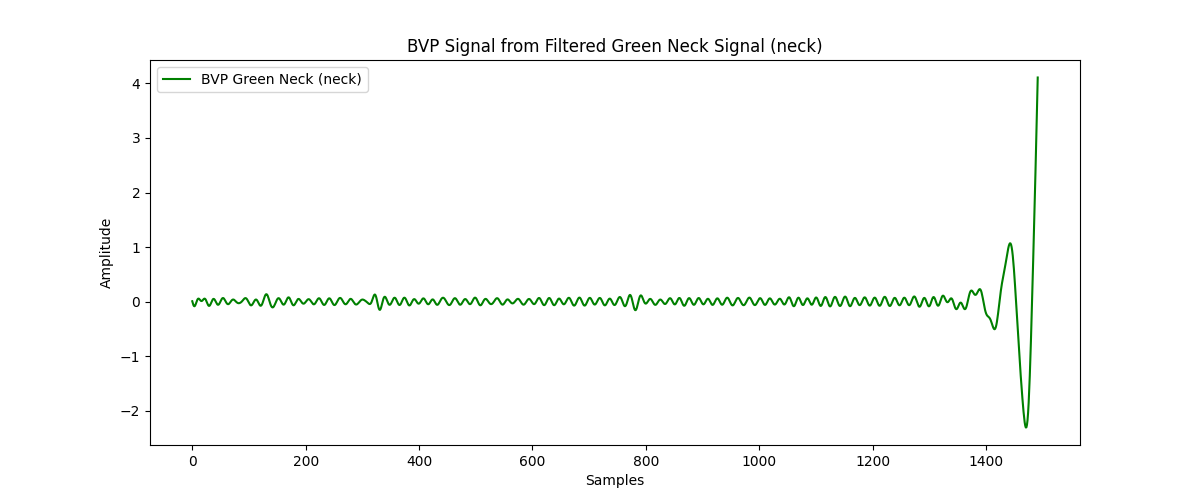 BVP Signal from Filtered Green Neck Signal (neck)
BVP Green Neck (neck)
4
3
2
1
0
−1
−2
Amplitude
0 200 400 600 800 1000 1200 1400
Samples